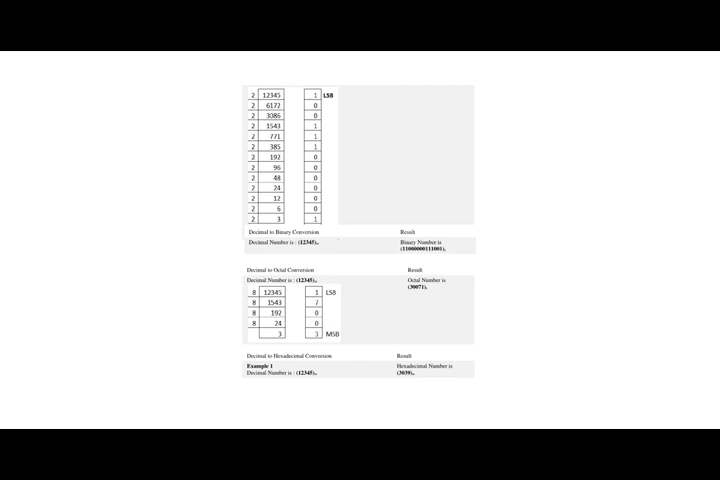 2 12345 1 LSB
2 6172 0
2 3086 0
2 1543 1
2 771 1
2 385 1
2 192 0
2 96 0
2 48 0
2 24 0
2 12 0
2 6 0
2 3 1
Decimal to Binary Conversion Result
Decimal Number is : (12345)₁₀ Binary Number is
(11000000111001)₂
Decimal to Octal Conversion Result
Decimal Number is : (12345)₁₀ Octal Number is
(30071)₈
8 12345 1 LSB
8 1543 7
8 192 0
8 24 0
3 3 MSB
Decimal to Hexadecimal Conversion Result
Example 1 Hexadecimal Number is
Decimal Number is : (12345)₁₀ (3039)₁₆